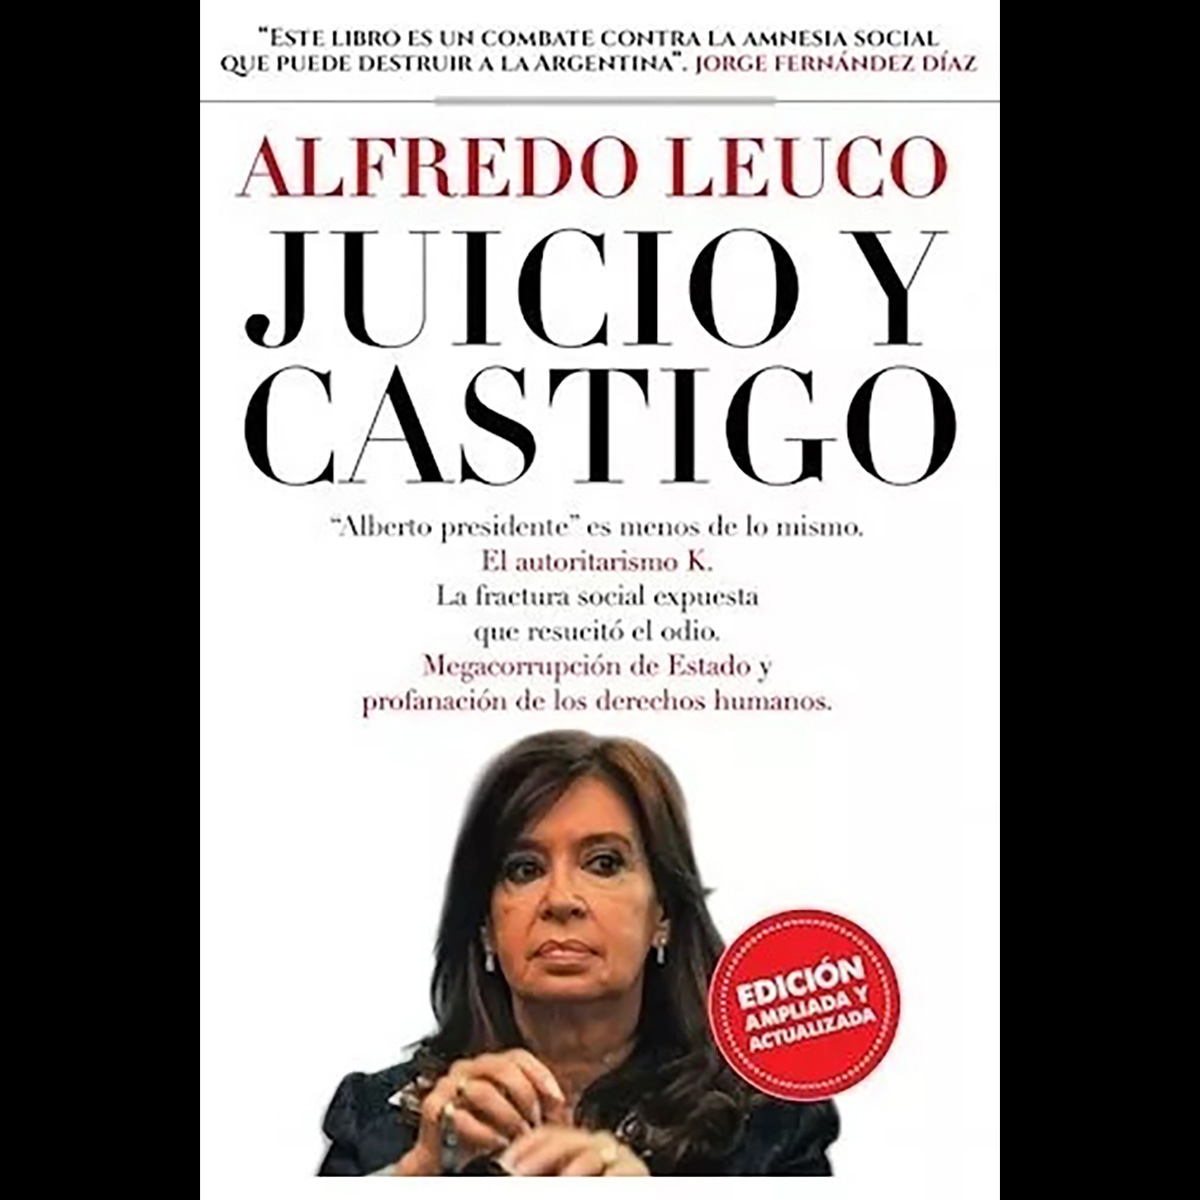 “ESTE LIBRO ES UN COMBATE CONTRA LA AMNESIA SOCIAL
QUE PUEDE DESTRUIR A LA ARGENTINA”. JORGE FERNÁNDEZ DÍAZ
ALFREDO LEUCO
JUICIO Y
CASTIGO
“Alberto presidente” es menos de lo mismo.
El autoritarismo K.
La fractura social expuesta
que resucitó el odio.
Megacorrupción de Estado y
profanación de los derechos humanos.
EDICIÓN
AMPLIADA Y
ACTUALIZADA